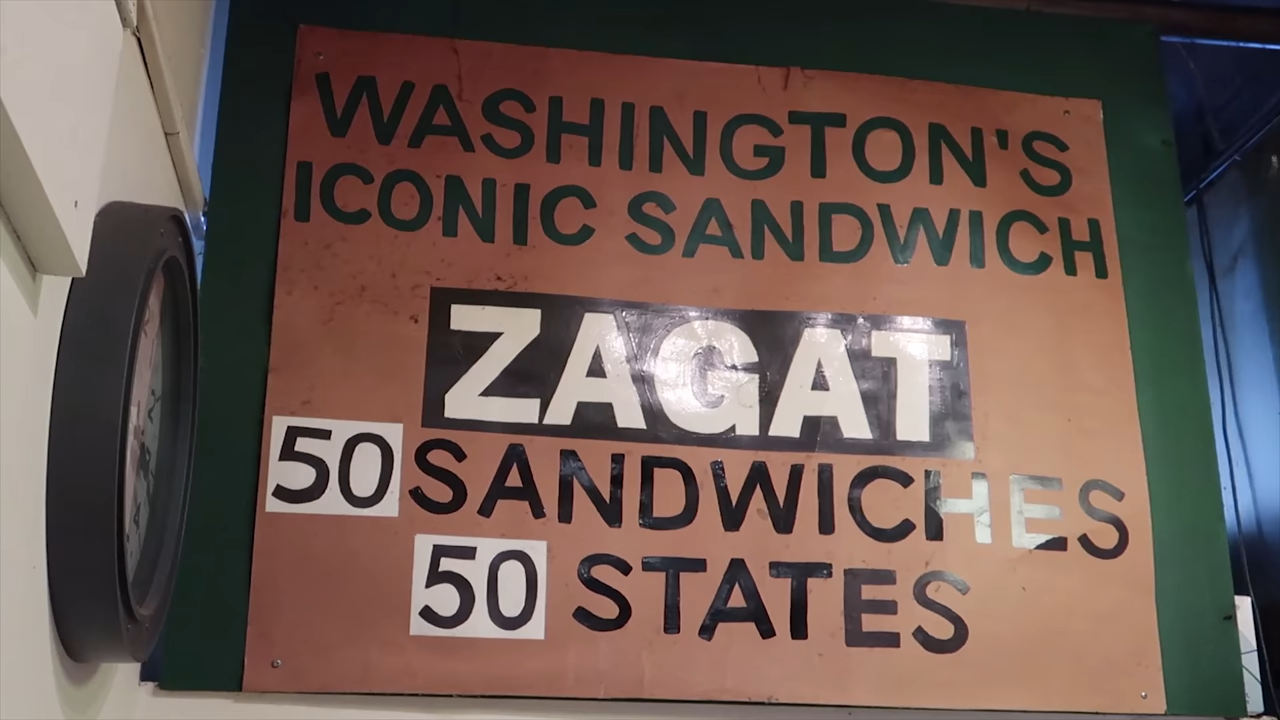 WASHINGTON'S
ICONIC SANDWICH
ZAGAT
50 SANDWICHES
50 STATES